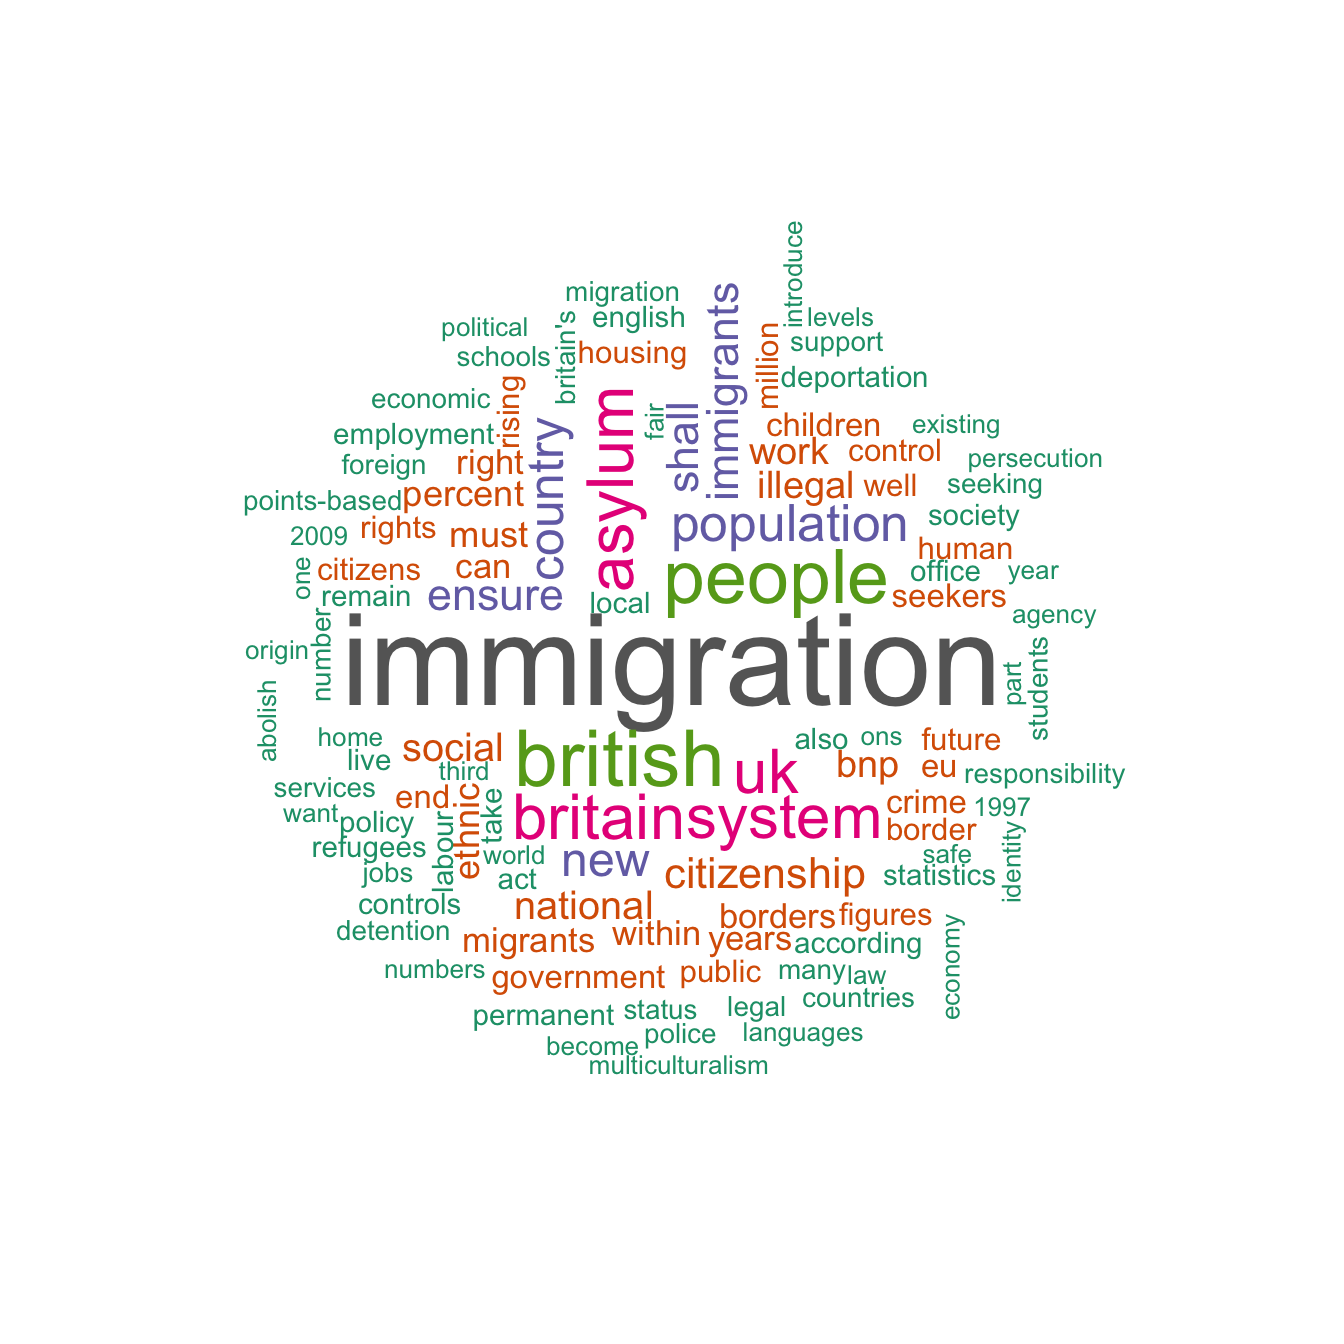 introduce
migration
immigrants
english
levels
political
britain's
million
support
schools
housing
deportation
rising
asylum
economic
fair
shall
children
existing
employment
country
work
control
persecution
foreign
right
illegal
well
seeking
points-based
percent
population
society
2009
rights
must
human
one
citizens
can
people
office
year
remain
ensure
local
seekers
agency
number
immigration
origin
part
students
abolish
home
social
british
also
ons
future
live
third
uk
bnp
eu
responsibility
services
end
ethnic
take
britain
system
crime
1997
want
policy
labour
border
identity
refugees
world
new
safe
jobs
act
citizenship
statistics
controls
national
borders
figures
economy
detention
migrants
within
years
according
numbers
government
public
many
law
permanent
status
legal
countries
police
languages
become
multiculturalism